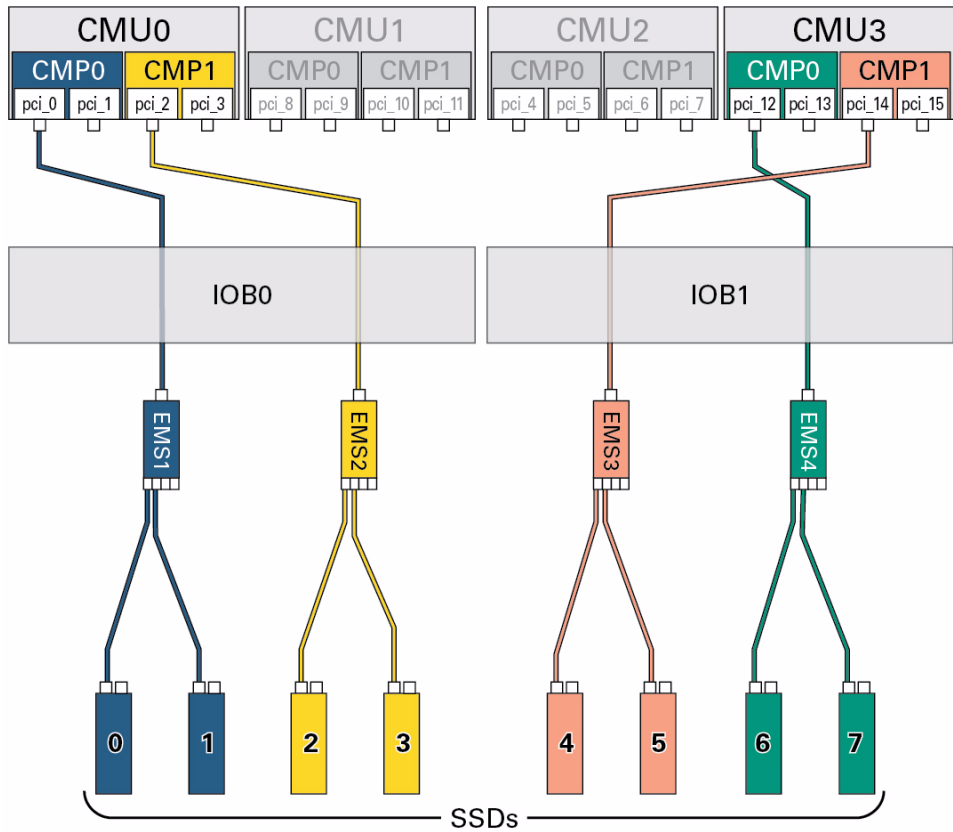 CMU0 CMU1 CMU2 CMU3
CMP0 CMP1 CMP0 CMP1 CMP0 CMP1 CMP0 CMP1
pci_0 pci_1 pci_2 pci_3 pci_8 pci_9 pci_10 pci_11 pci_4 pci_5 pci_6 pci_7 pci_12 pci_13 pci_14 pci_15
IOB0 IOB1
EMS1 EMS2 EMS3 EMS4
0 1 2 3 4 5 6 7
SSDs